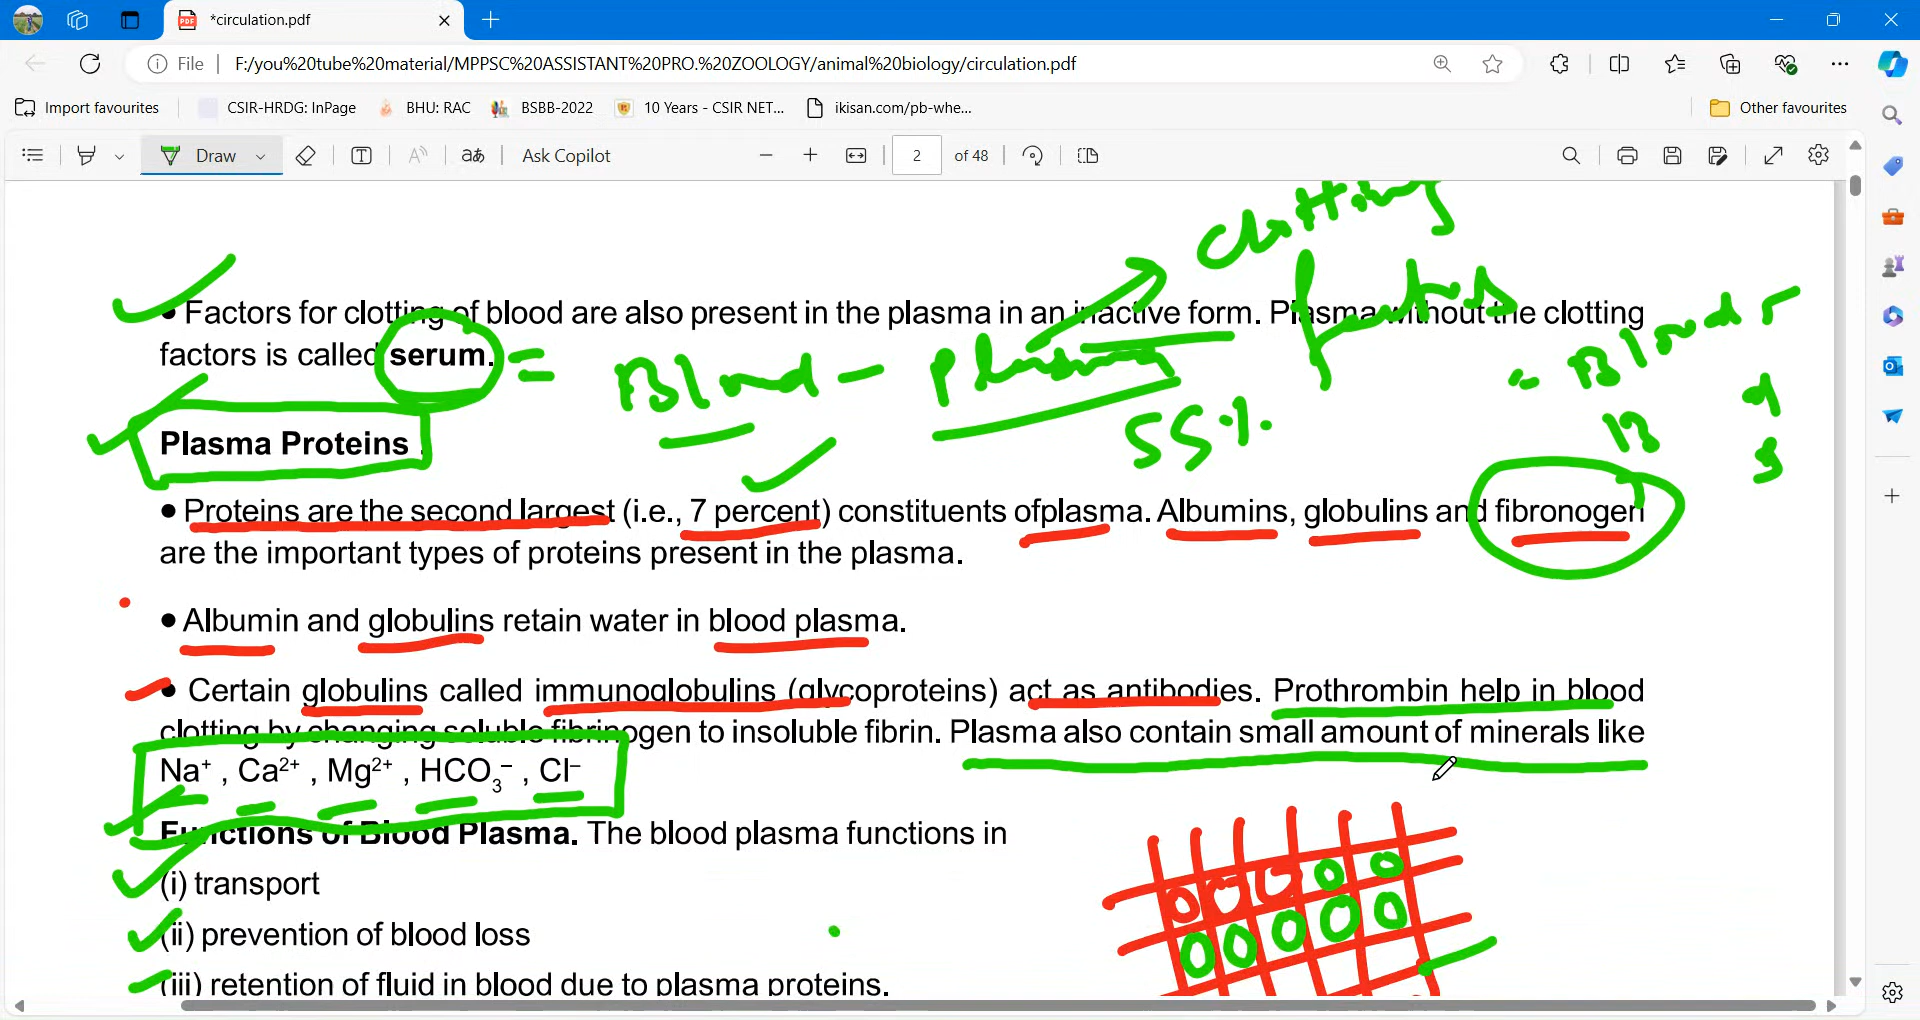 *circulation.pdf
File
F:/you%20tube%20material/MPPSC%20ASSISTANT%20PRO.%20ZOOLOGY/animal%20biology/circulation.pdf
Import favourites
CSIR-HRDG: InPage
BHU: RAC
BSBB-2022
10 Years - CSIR NET...
ikisan.com/pb-whe...
Other favourites
Draw
Ask Copilot
2 of 48
Clotting
factors
• Factors for clotting of blood are also present in the plasma in an inactive form. Plasma without the clotting
factors is called serum.
= Blood - Plasma
55%
Blood
Plasma Proteins
• Proteins are the second largest (i.e., 7 percent) constituents ofplasma. Albumins, globulins and fibronogen
are the important types of proteins present in the plasma.
• Albumin and globulins retain water in blood plasma.
• Certain globulins called immunoglobulins (glycoproteins) act as antibodies. Prothrombin help in blood
clotting by changing soluble fibrinogen to insoluble fibrin. Plasma also contain small amount of minerals like
Na⁺ , Ca²⁺ , Mg²⁺ , HCO₃⁻ , Cl⁻
Functions of Blood Plasma. The blood plasma functions in
(i) transport
(ii) prevention of blood loss
(iii) retention of fluid in blood due to plasma proteins.